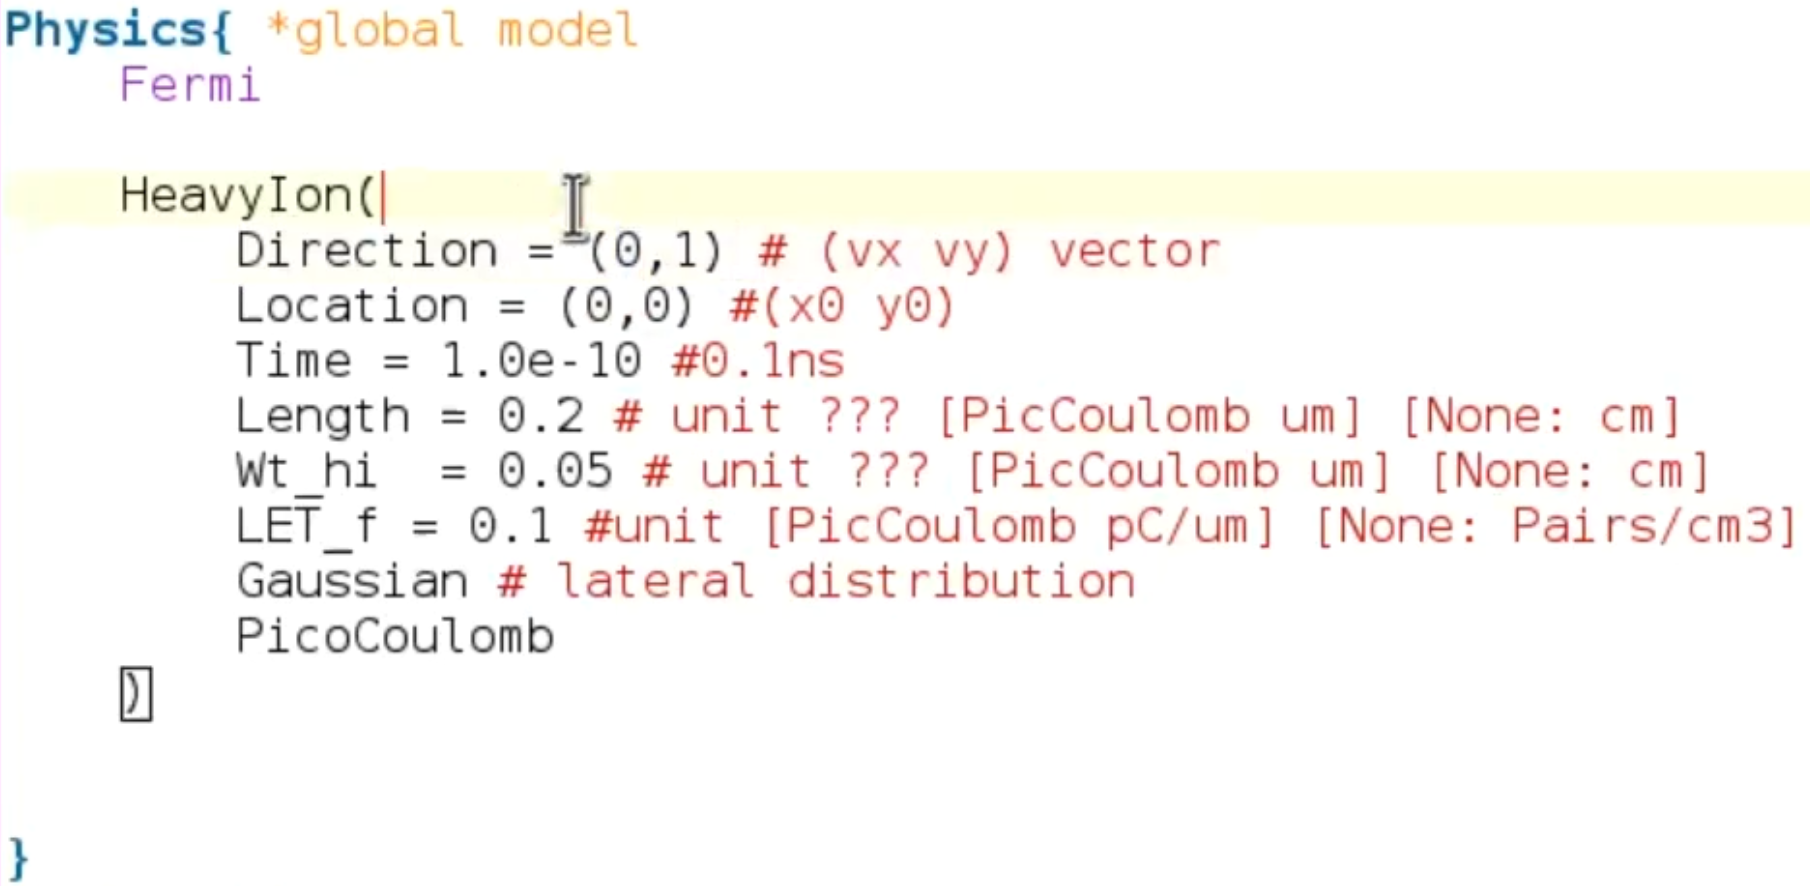 Physics{ *global model
Fermi
HeavyIon(
Direction = (0,1) # (vx vy) vector
Location = (0,0) #(x0 y0)
Time = 1.0e-10 #0.1ns
Length = 0.2 # unit ??? [PicCoulomb um] [None: cm]
Wt_hi  = 0.05 # unit ??? [PicCoulomb um] [None: cm]
LET_f = 0.1 #unit [PicCoulomb pC/um] [None: Pairs/cm3]
Gaussian # lateral distribution
PicoCoulomb
)
}